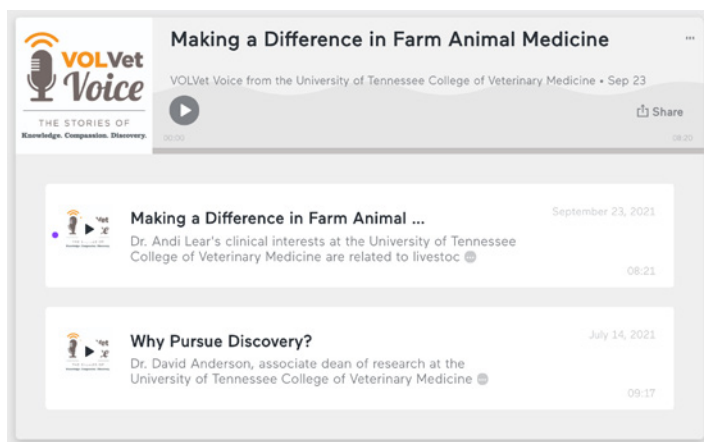 VOLVet
Voice
THE STORIES OF
Knowledge. Compassion. Discovery.
Making a Difference in Farm Animal Medicine
...
VOLVet Voice from the University of Tennessee College of Veterinary Medicine • Sep 23
Share
00:00
08:20
Making a Difference in Farm Animal ...
September 23, 2021
Dr. Andi Lear's clinical interests at the University of Tennessee
College of Veterinary Medicine are related to livestoc
08:21
Why Pursue Discovery?
July 14, 2021
Dr. David Anderson, associate dean of research at the
University of Tennessee College of Veterinary Medicine
09:17